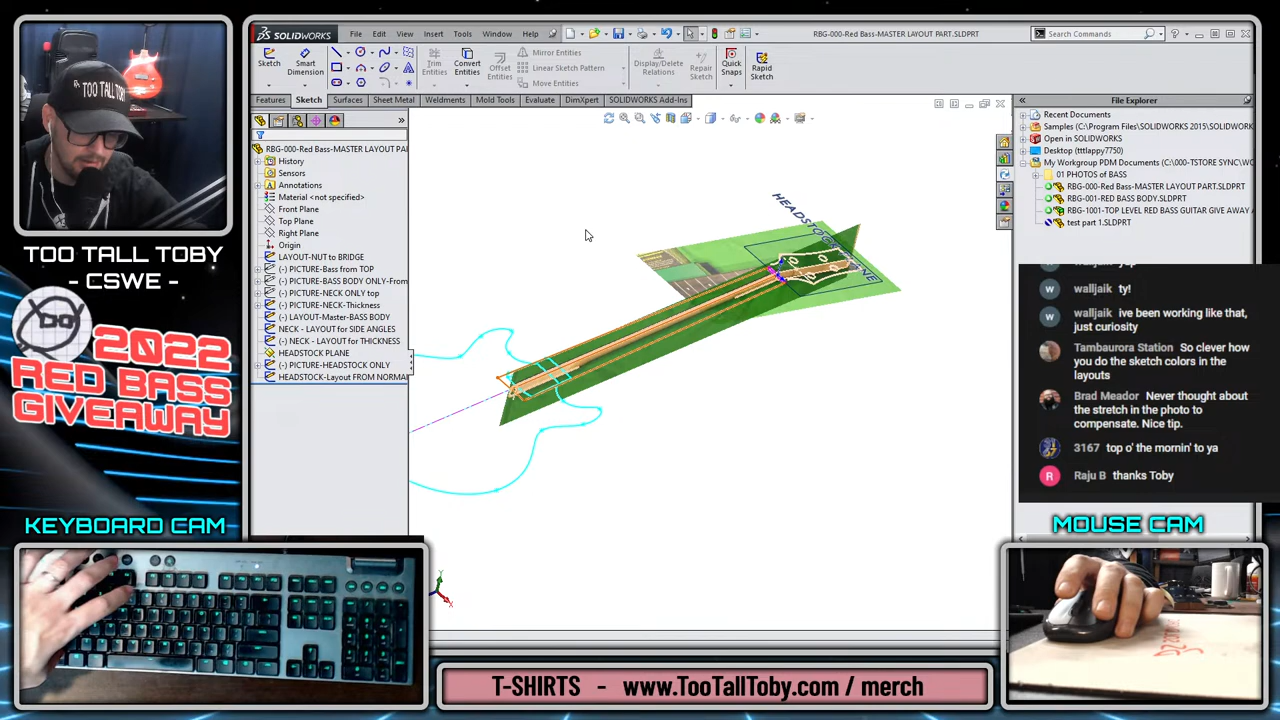 TOO TALL TOBY
TOO TALL TOBY
- CSWE -
2022
RED BASS
GIVEAWAY
KEYBOARD CAM
SOLIDWORKS
File
Edit
View
Insert
Tools
Window
Help
RBG-000-Red Bass-MASTER LAYOUT PART.SLDPRT
Search Commands
Sketch
Smart
Dimension
Trim
Entities
Convert
Entities
Offset
Entities
Mirror Entities
Linear Sketch Pattern
Move Entities
Display/Delete
Relations
Repair
Sketch
Quick
Snaps
Rapid
Sketch
Features
Sketch
Surfaces
Sheet Metal
Weldments
Mold Tools
Evaluate
DimXpert
SOLIDWORKS Add-Ins
RBG-000-Red Bass-MASTER LAYOUT PAI
History
Sensors
Annotations
Material <not specified>
Front Plane
Top Plane
Right Plane
Origin
LAYOUT-NUT to BRIDGE
(-) PICTURE-Bass from TOP
(-) PICTURE-BASS BODY ONLY-From
(-) PICTURE-NECK ONLY top
(-) PICTURE-NECK-Thickness
(-) LAYOUT-Master-BASS BODY
NECK - LAYOUT for SIDE ANGLES
(-) NECK - LAYOUT for THICKNESS
HEADSTOCK PLANE
(-) PICTURE-HEADSTOCK ONLY
HEADSTOCK-Layout FROM NORMA
HEADSTOCK PLANE
Y
X
File Explorer
Recent Documents
Samples (C:\Program Files\SOLIDWORKS 2015\SOLIDWORK
Open in SOLIDWORKS
Desktop (tttlappy7750)
My Workgroup PDM Documents (C:\000-TSTORE SYNC\W
01 PHOTOS of BASS
RBG-000-Red Bass-MASTER LAYOUT PART.SLDPRT
RBG-001-RED BASS BODY.SLDPRT
RBG-1001-TOP LEVEL RED BASS GUITAR GIVE AWAY
test part 1.SLDPRT
walljaik ty!
walljaik ive been working like that,
just curiosity
Tambaurora Station So clever how
you do the sketch colors in the
layouts
Brad Meador Never thought about
the stretch in the photo to
compensate. Nice tip.
3167 top o' the mornin' to ya
Raju B thanks Toby
MOUSE CAM
T-SHIRTS - www.TooTallToby.com / merch